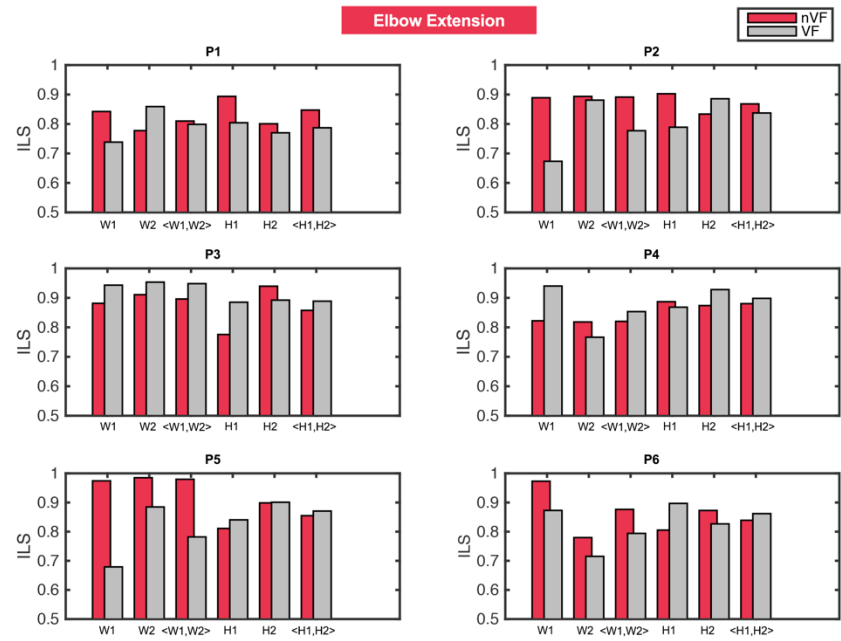 Elbow Extension
nVF
VF
P1
ILS
1
0.9
0.8
0.7
0.6
0.5
W1 W2 <W1,W2> H1 H2 <H1,H2>
P2
ILS
1
0.9
0.8
0.7
0.6
0.5
W1 W2 <W1,W2> H1 H2 <H1,H2>
P3
ILS
1
0.9
0.8
0.7
0.6
0.5
W1 W2 <W1,W2> H1 H2 <H1,H2>
P4
ILS
1
0.9
0.8
0.7
0.6
0.5
W1 W2 <W1,W2> H1 H2 <H1,H2>
P5
ILS
1
0.9
0.8
0.7
0.6
0.5
W1 W2 <W1,W2> H1 H2 <H1,H2>
P6
ILS
1
0.9
0.8
0.7
0.6
0.5
W1 W2 <W1,W2> H1 H2 <H1,H2>